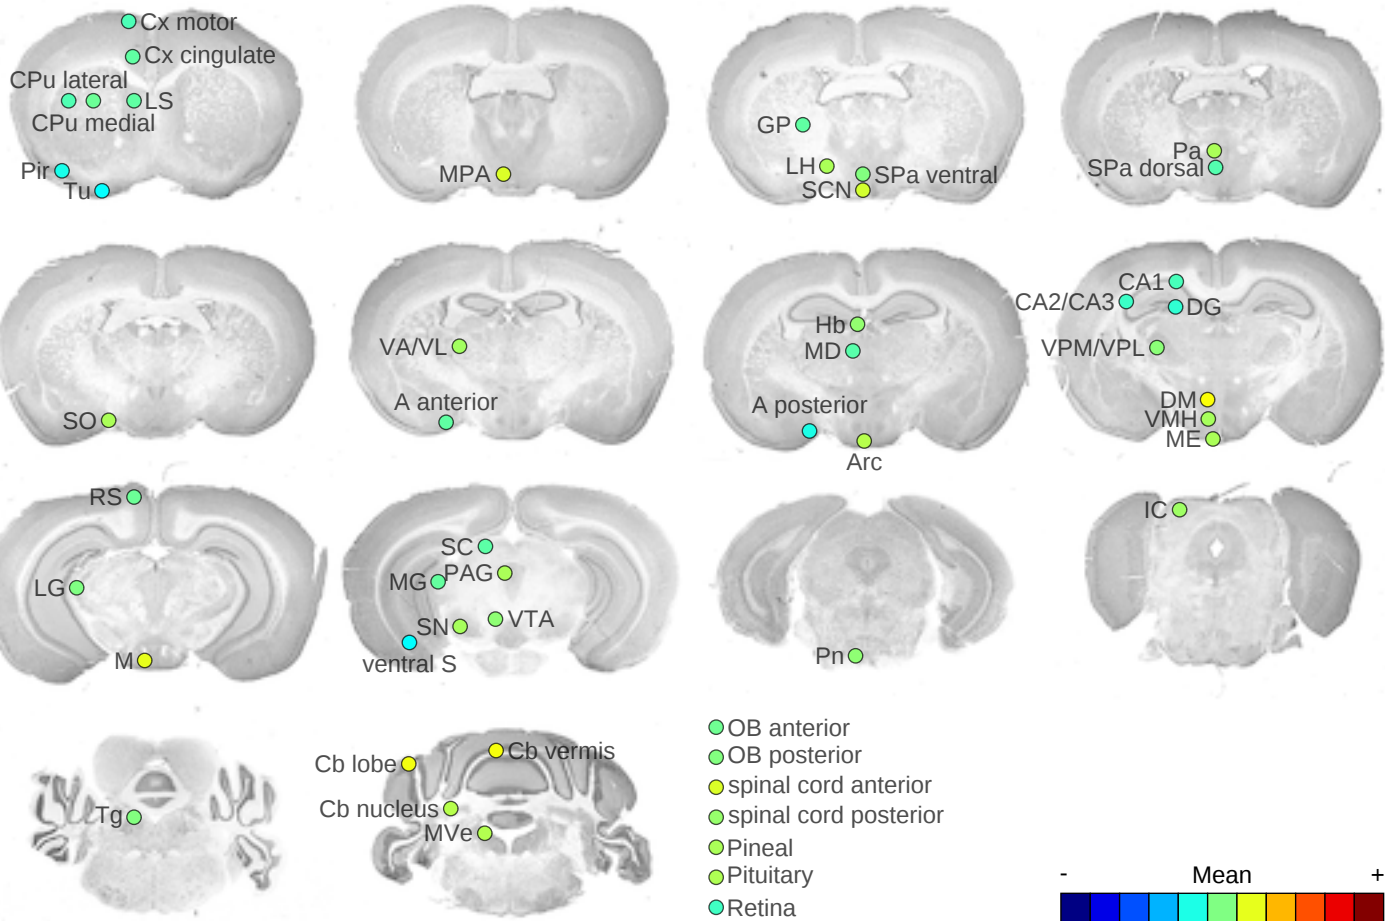 Cx motor
Cx cingulate
CPu lateral
LS
CPu medial
Pir
Tu
MPA
GP
LH
SPa ventral
SCN
Pa
SPa dorsal
SO
VA/VL
A anterior
Hb
MD
A posterior
Arc
CA1
CA2/CA3
DG
VPM/VPL
DM
VMH
ME
RS
LG
M
SC
MG
PAG
SN
VTA
ventral S
Pn
IC
Tg
Cb lobe
Cb vermis
Cb nucleus
MVe
OB anterior
OB posterior
spinal cord anterior
spinal cord posterior
Pineal
Pituitary
Retina
- Mean +